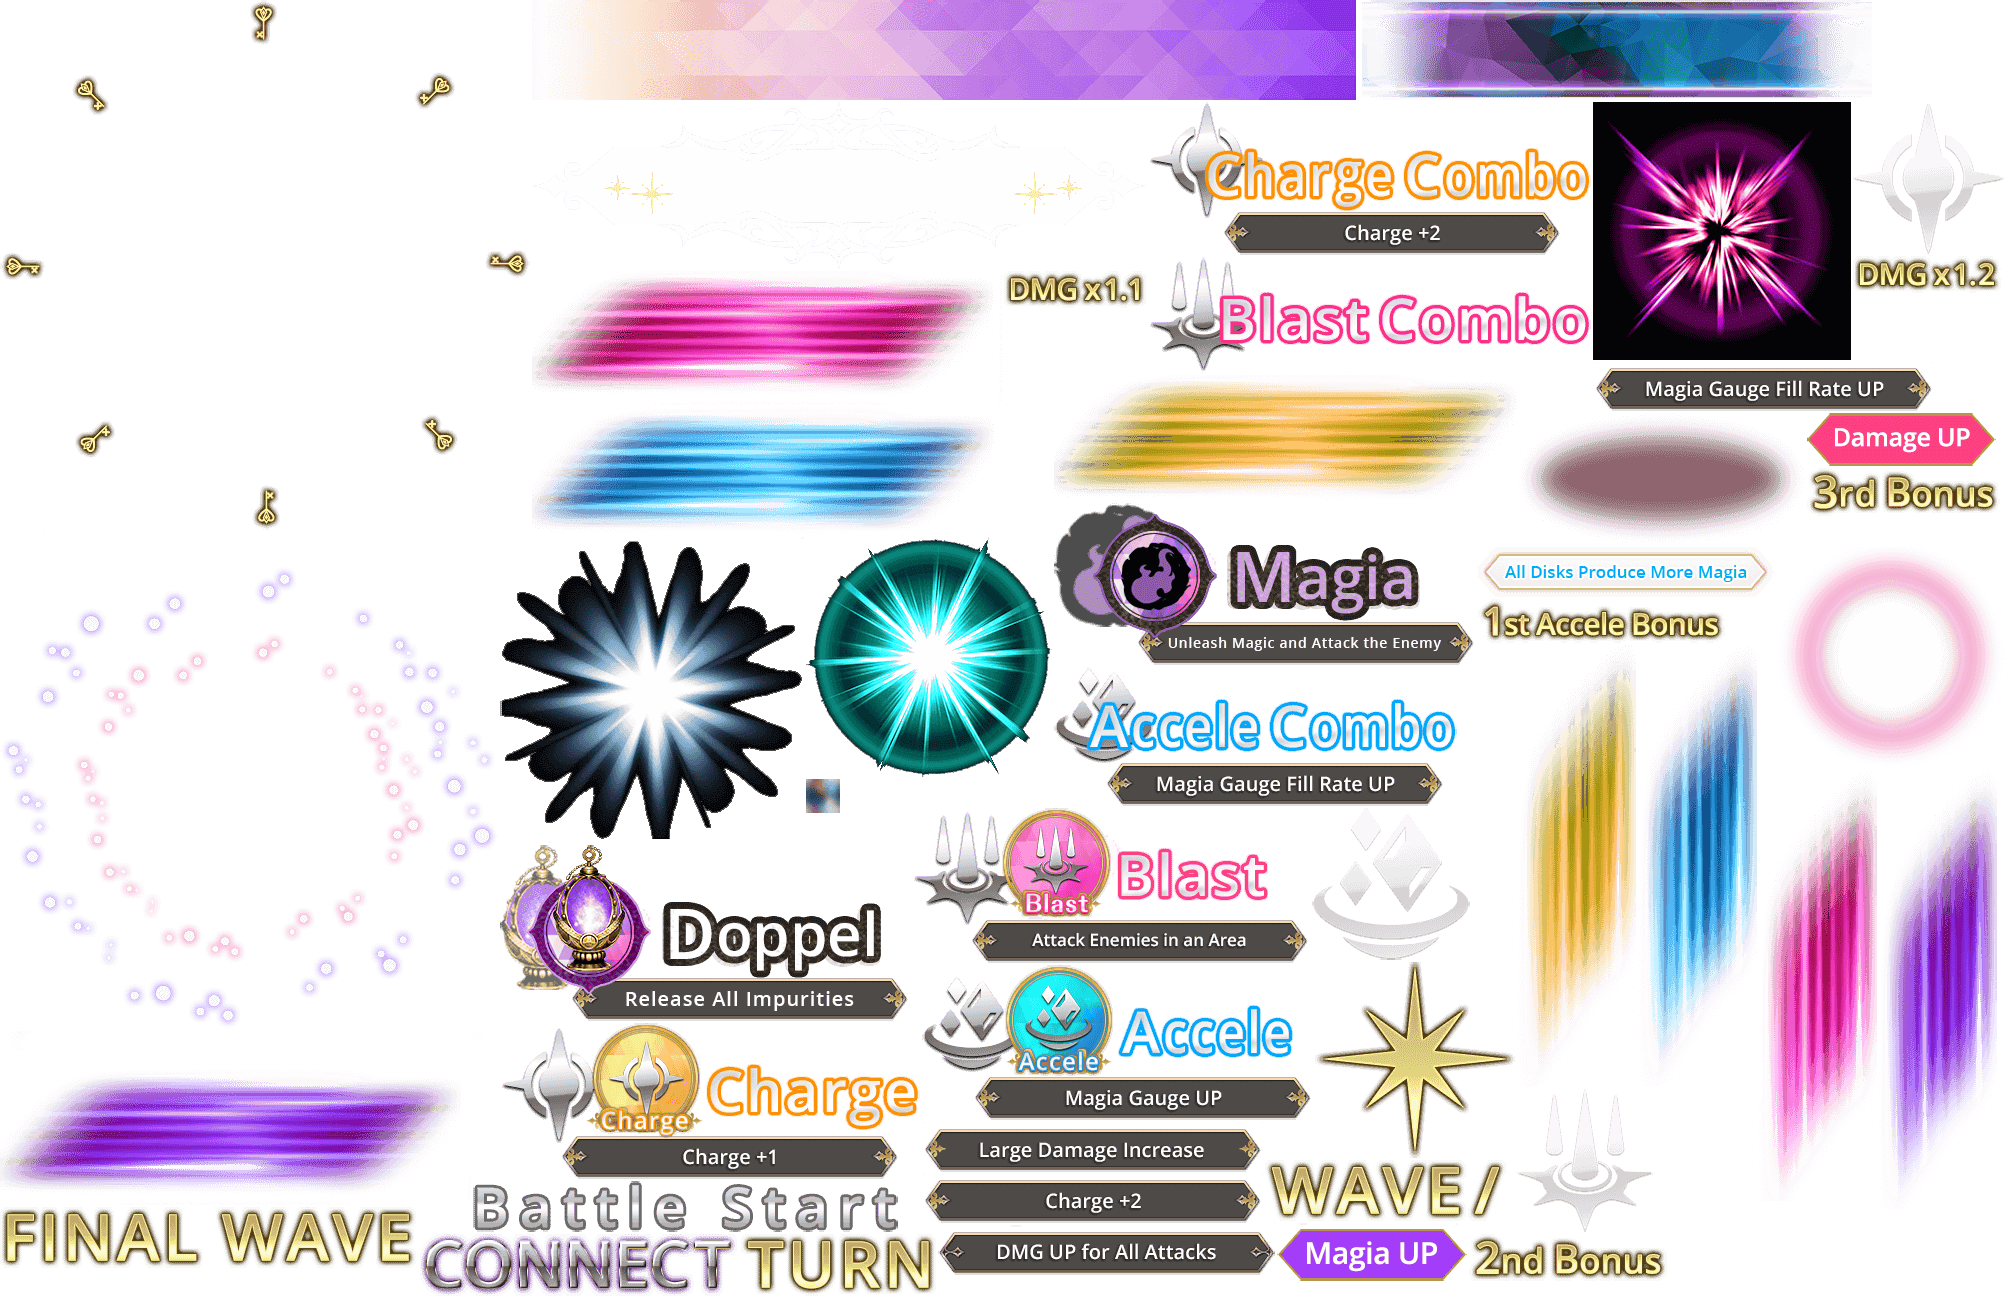 Charge Combo
Charge +2
DMG x1.1
DMG x1.2
Blast Combo
Magia Gauge Fill Rate UP
Damage UP
3rd Bonus
Magia
Unleash Magic and Attack the Enemy
All Disks Produce More Magia
1st Accele Bonus
Accele Combo
Magia Gauge Fill Rate UP
Blast
Blast
Attack Enemies in an Area
Doppel
Release All Impurities
Accele
Accele
Magia Gauge UP
Charge
Charge
Charge +1
Large Damage Increase
Charge +2
DMG UP for All Attacks
WAVE /
Magia UP
2nd Bonus
Battle Start
CONNECT TURN
FINAL WAVE